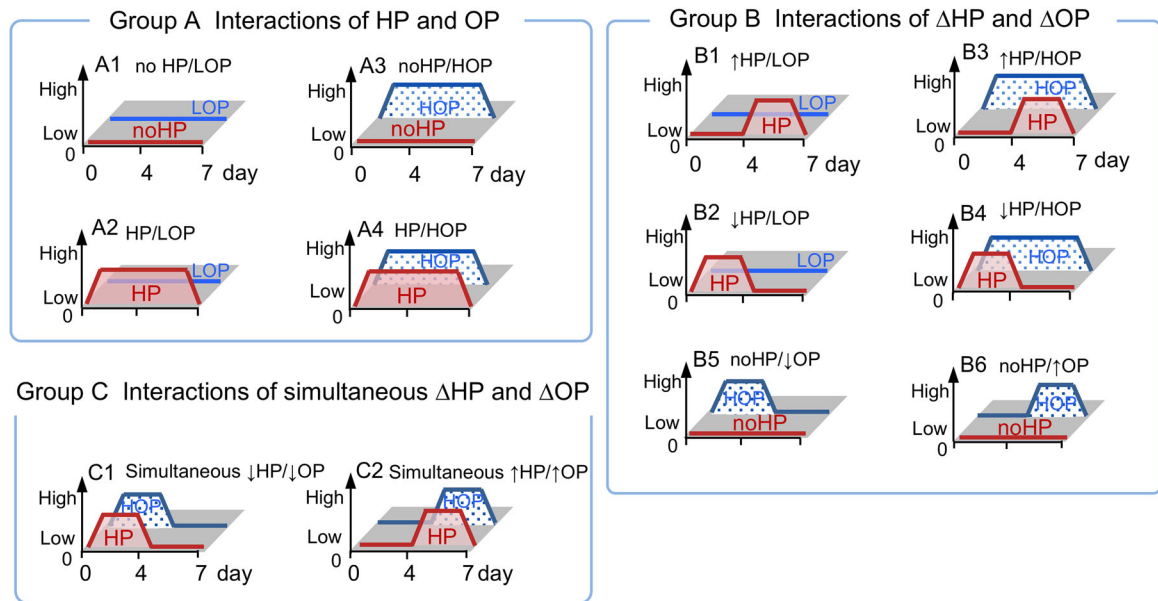 Group A Interactions of HP and OP
A1 no HP/LOP
High
Low
0
LOP
noHP
0 4 7 day
A3 noHP/HOP
High
Low
0
HOP
noHP
0 4 7 day
A2 HP/LOP
High
Low
0
LOP
HP
A4 HP/HOP
High
Low
0
HOP
HP
Group B Interactions of ΔHP and ΔOP
B1 ↑HP/LOP
High
Low
0
LOP
HP
0 4 7 day
B3 ↑HP/HOP
High
Low
0
HOP
HP
0 4 7 day
B2 ↓HP/LOP
High
Low
0
LOP
HP
B4 ↓HP/HOP
High
Low
0
HOP
HP
B5 noHP/↓OP
High
Low
0
HOP
noHP
B6 noHP/↑OP
High
Low
0
HOP
noHP
Group C Interactions of simultaneous ΔHP and ΔOP
C1 Simultaneous ↓HP/↓OP
High
Low
0
HOP
HP
0 4 7 day
C2 Simultaneous ↑HP/↑OP
High
Low
0
HOP
HP
0 4 7 day